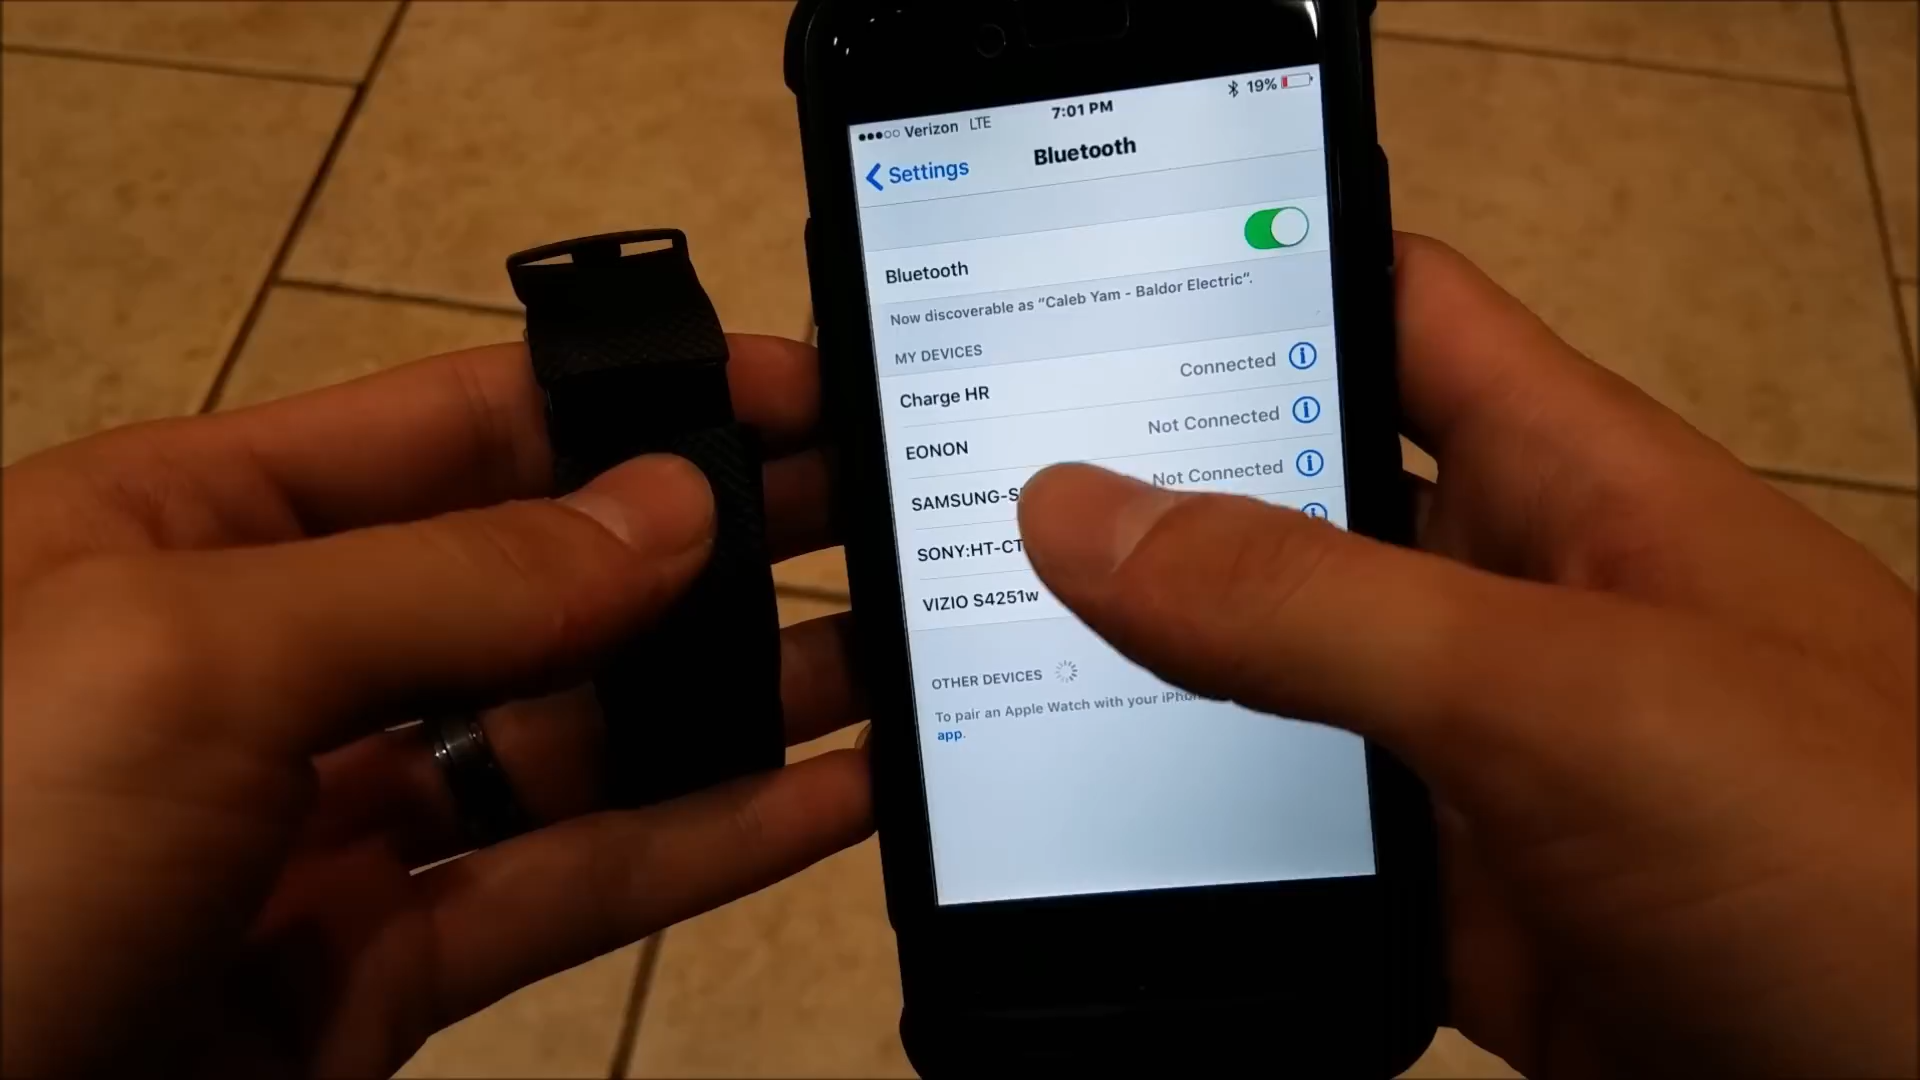 Verizon LTE 7:01 PM 19%
Settings Bluetooth
Bluetooth
Now discoverable as “Caleb Yam - Baldor Electric”.
MY DEVICES
Charge HR Connected
EONON Not Connected
SAMSUNG-S Not Connected
SONY:HT-CT
VIZIO S4251w
OTHER DEVICES
To pair an Apple Watch with your
app.